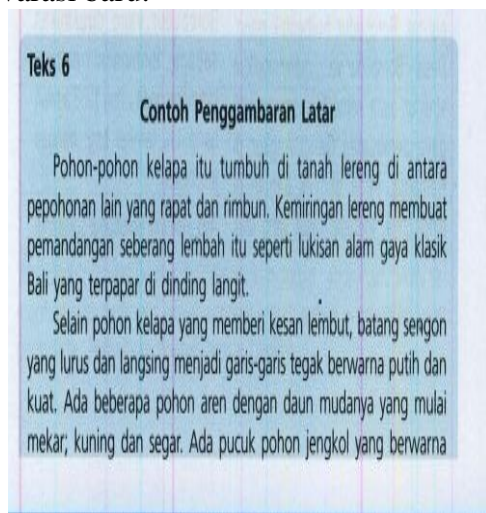 Teks 6
Contoh Penggambaran Latar
Pohon-pohon kelapa itu tumbuh di tanah lereng di antara
pepohonan lain yang rapat dan rimbun. Kemiringan lereng membuat
pemandangan seberang lembah itu seperti lukisan alam gaya klasik
Bali yang terpapar di dinding langit.
Selain pohon kelapa yang memberi kesan lembut, batang sengon
yang lurus dan langsing menjadi garis-garis tegak berwarna putih dan
kuat. Ada beberapa pohon aren dengan daun mudanya yang mulai
mekar; kuning dan segar. Ada pucuk pohon jengkol yang berwarna